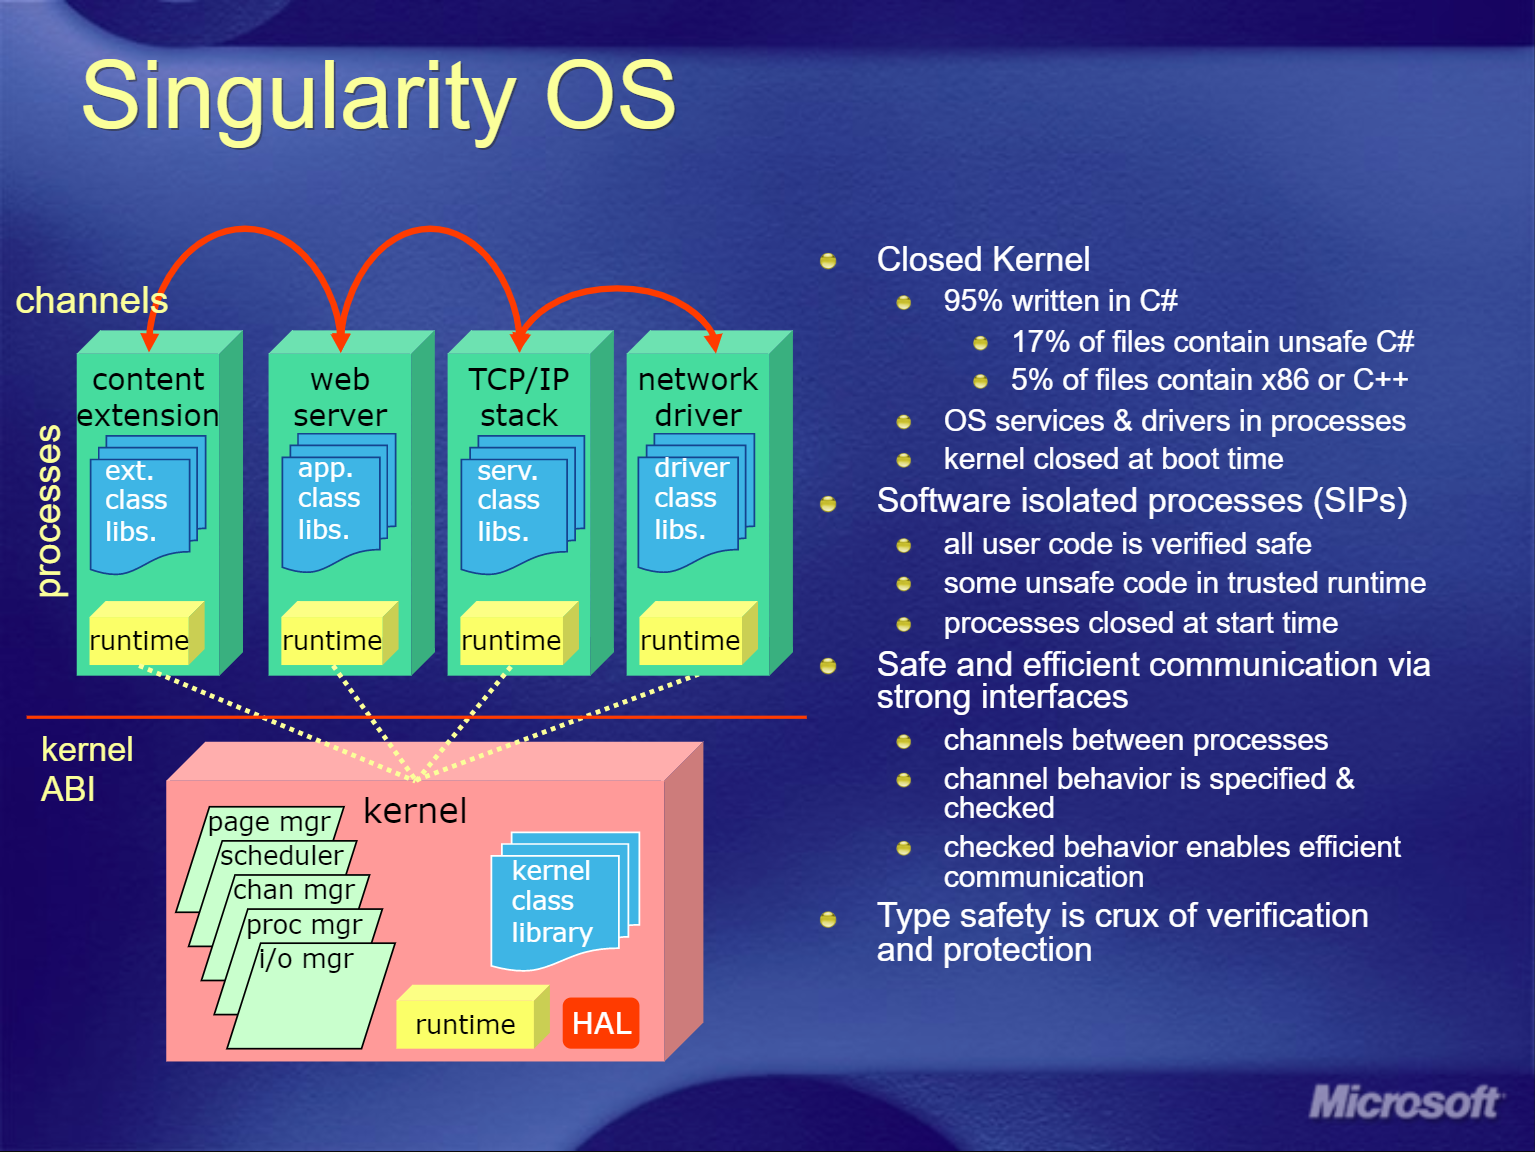 Singularity OS
channels
processes
content
extension
ext.
class
libs.
runtime
web
server
app.
class
libs.
runtime
TCP/IP
stack
serv.
class
libs.
runtime
network
driver
driver
class
libs.
runtime
kernel
ABI
kernel
page mgr
scheduler
chan mgr
proc mgr
i/o mgr
kernel
class
library
runtime
HAL
Closed Kernel
95% written in C#
17% of files contain unsafe C#
5% of files contain x86 or C++
OS services & drivers in processes
kernel closed at boot time
Software isolated processes (SIPs)
all user code is verified safe
some unsafe code in trusted runtime
processes closed at start time
Safe and efficient communication via
strong interfaces
channels between processes
channel behavior is specified &
checked
checked behavior enables efficient
communication
Type safety is crux of verification
and protection
Microsoft